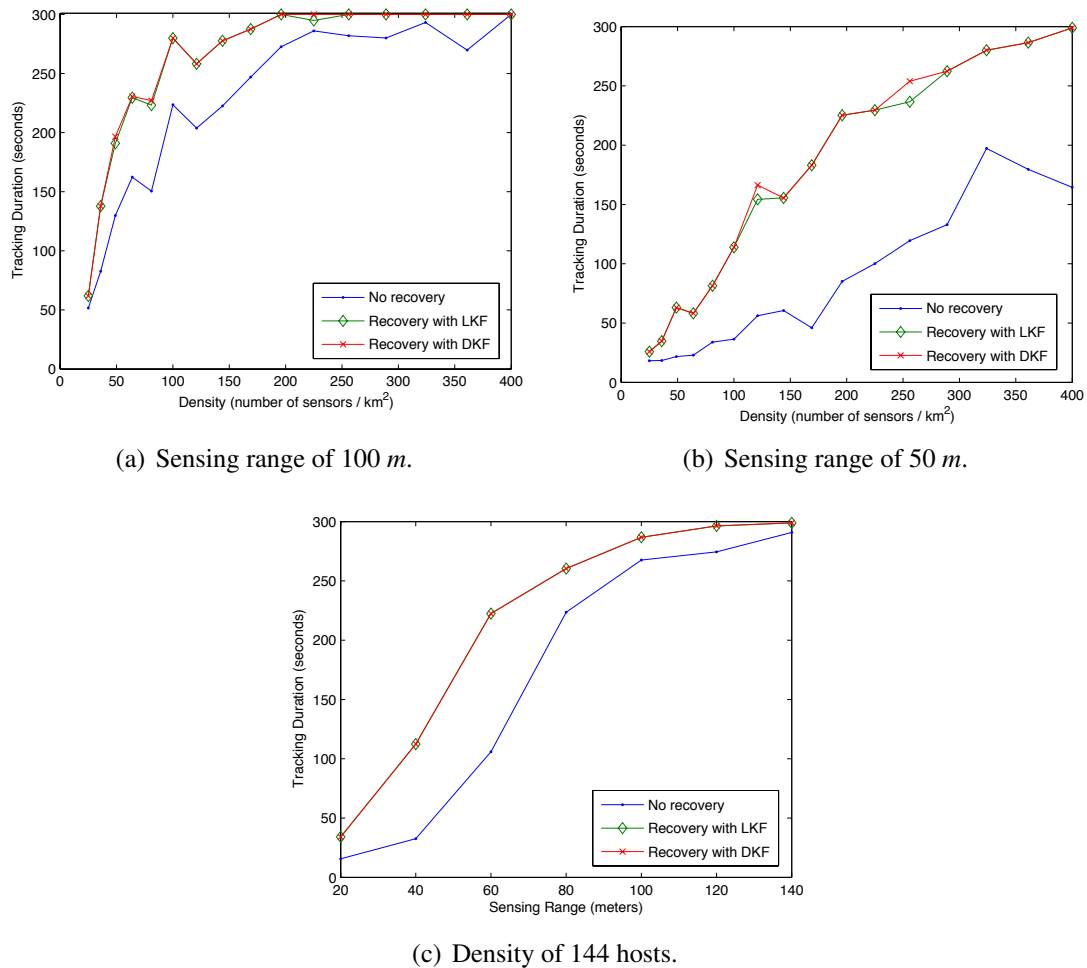 300
250
200
150
100
50
0
Tracking Duration (seconds)
0 50 100 150 200 250 300 350 400
Density (number of sensors / km²)
No recovery
Recovery with LKF
Recovery with DKF
(a) Sensing range of 100 m.
300
250
200
150
100
50
0
Tracking Duration (seconds)
0 50 100 150 200 250 300 350 400
Density (number of sensors / km²)
No recovery
Recovery with LKF
Recovery with DKF
(b) Sensing range of 50 m.
300
250
200
150
100
50
0
Tracking Duration (seconds)
20 40 60 80 100 120 140
Sensing Range (meters)
No recovery
Recovery with LKF
Recovery with DKF
(c) Density of 144 hosts.